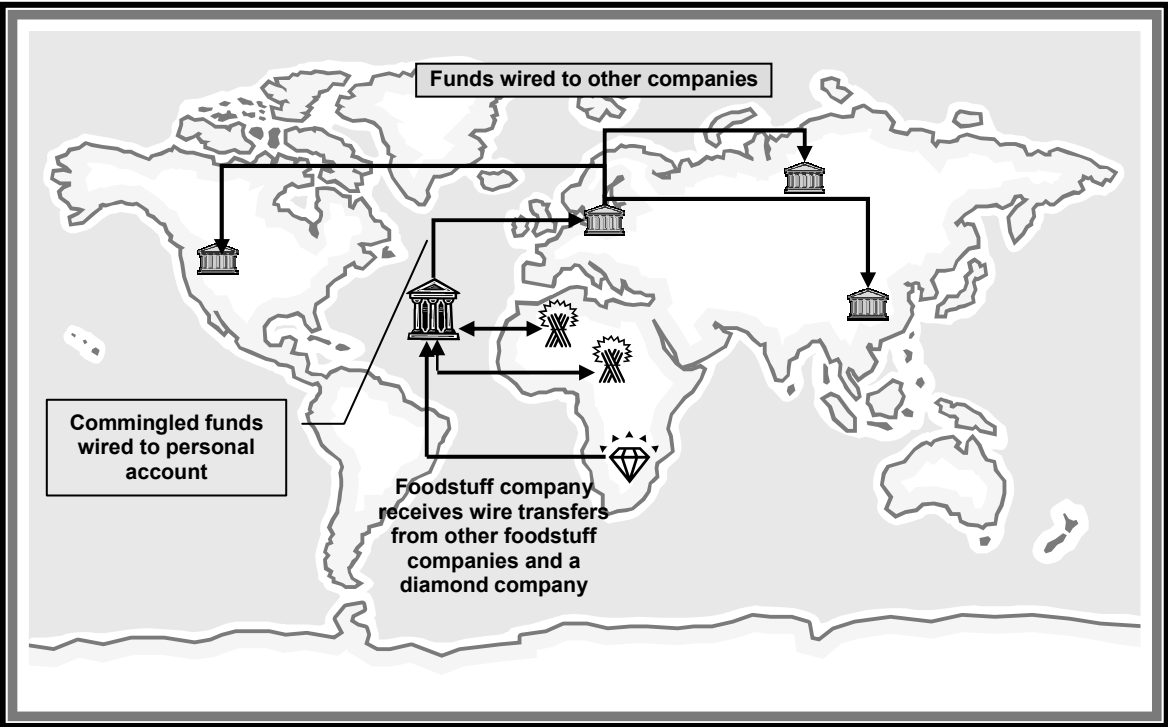 Funds wired to other companies
Commingled funds
wired to personal
account
Foodstuff company
receives wire transfers
from other foodstuff
companies and a
diamond company